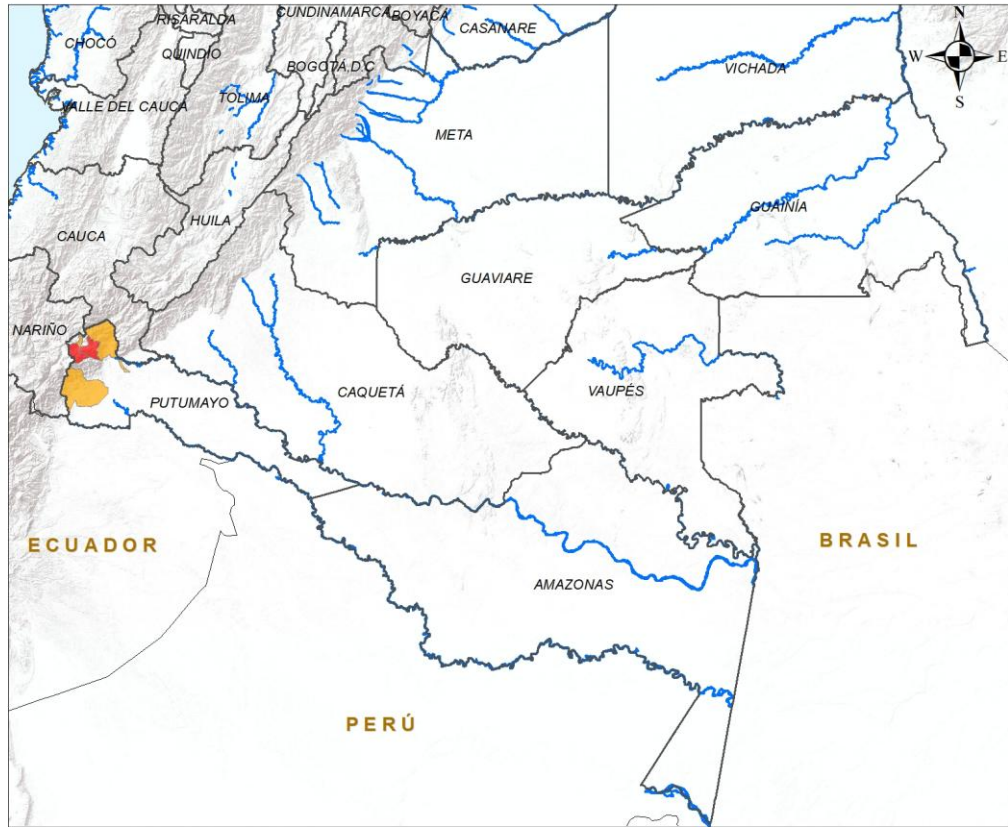 CUNDINAMARCA
BOYACÁ
RISARALDA
CASANARE
N
CHOCÓ
QUINDIO
W
E
BOGOTÁ D.C
VICHADA
TOLIMA
S
VALLE DEL CAUCA
META
GUAINÍA
HUILA
CAUCA
GUAVIARE
NARIÑO
CAQUETÁ
VAUPÉS
PUTUMAYO
ECUADOR
BRASIL
AMAZONAS
PERÚ